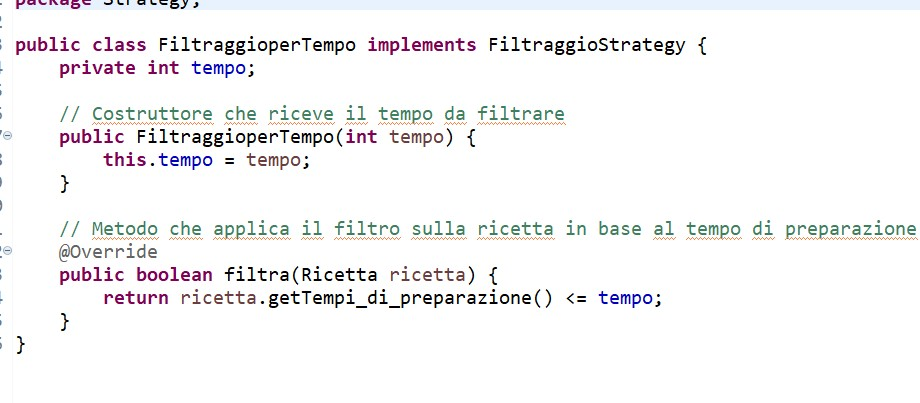 package Strategy;
public class FiltraggioperTempo implements FiltraggioStrategy {
private int tempo;
// Costruttore che riceve il tempo da filtrare
public FiltraggioperTempo(int tempo) {
this.tempo = tempo;
}
// Metodo che applica il filtro sulla ricetta in base al tempo di preparazione
@Override
public boolean filtra(Ricetta ricetta) {
return ricetta.getTempi_di_preparazione() <= tempo;
}
}